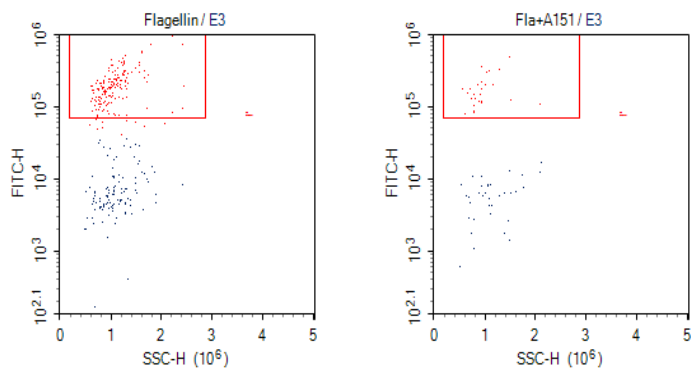 Flagellin / E3
Fla+A151 / E3
FITC-H
10^6
10^5
10^4
10^3
10^2.1
0 1 2 3 4 5
SSC-H (10^6)
FITC-H
10^6
10^5
10^4
10^3
10^2.1
0 1 2 3 4 5
SSC-H (10^6)